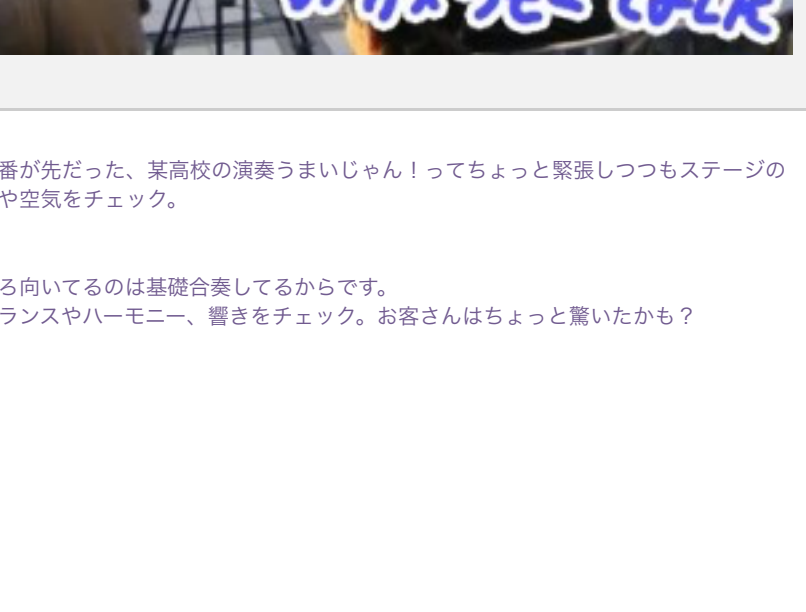 番が先だった、某高校の演奏うまいじゃん！ってちょっと緊張しつつもステージの
や空気をチェック。
ろ向いてるのは基礎合奏してるからです。
ランスやハーモニー、響きをチェック。お客さんはちょっと驚いたかも？